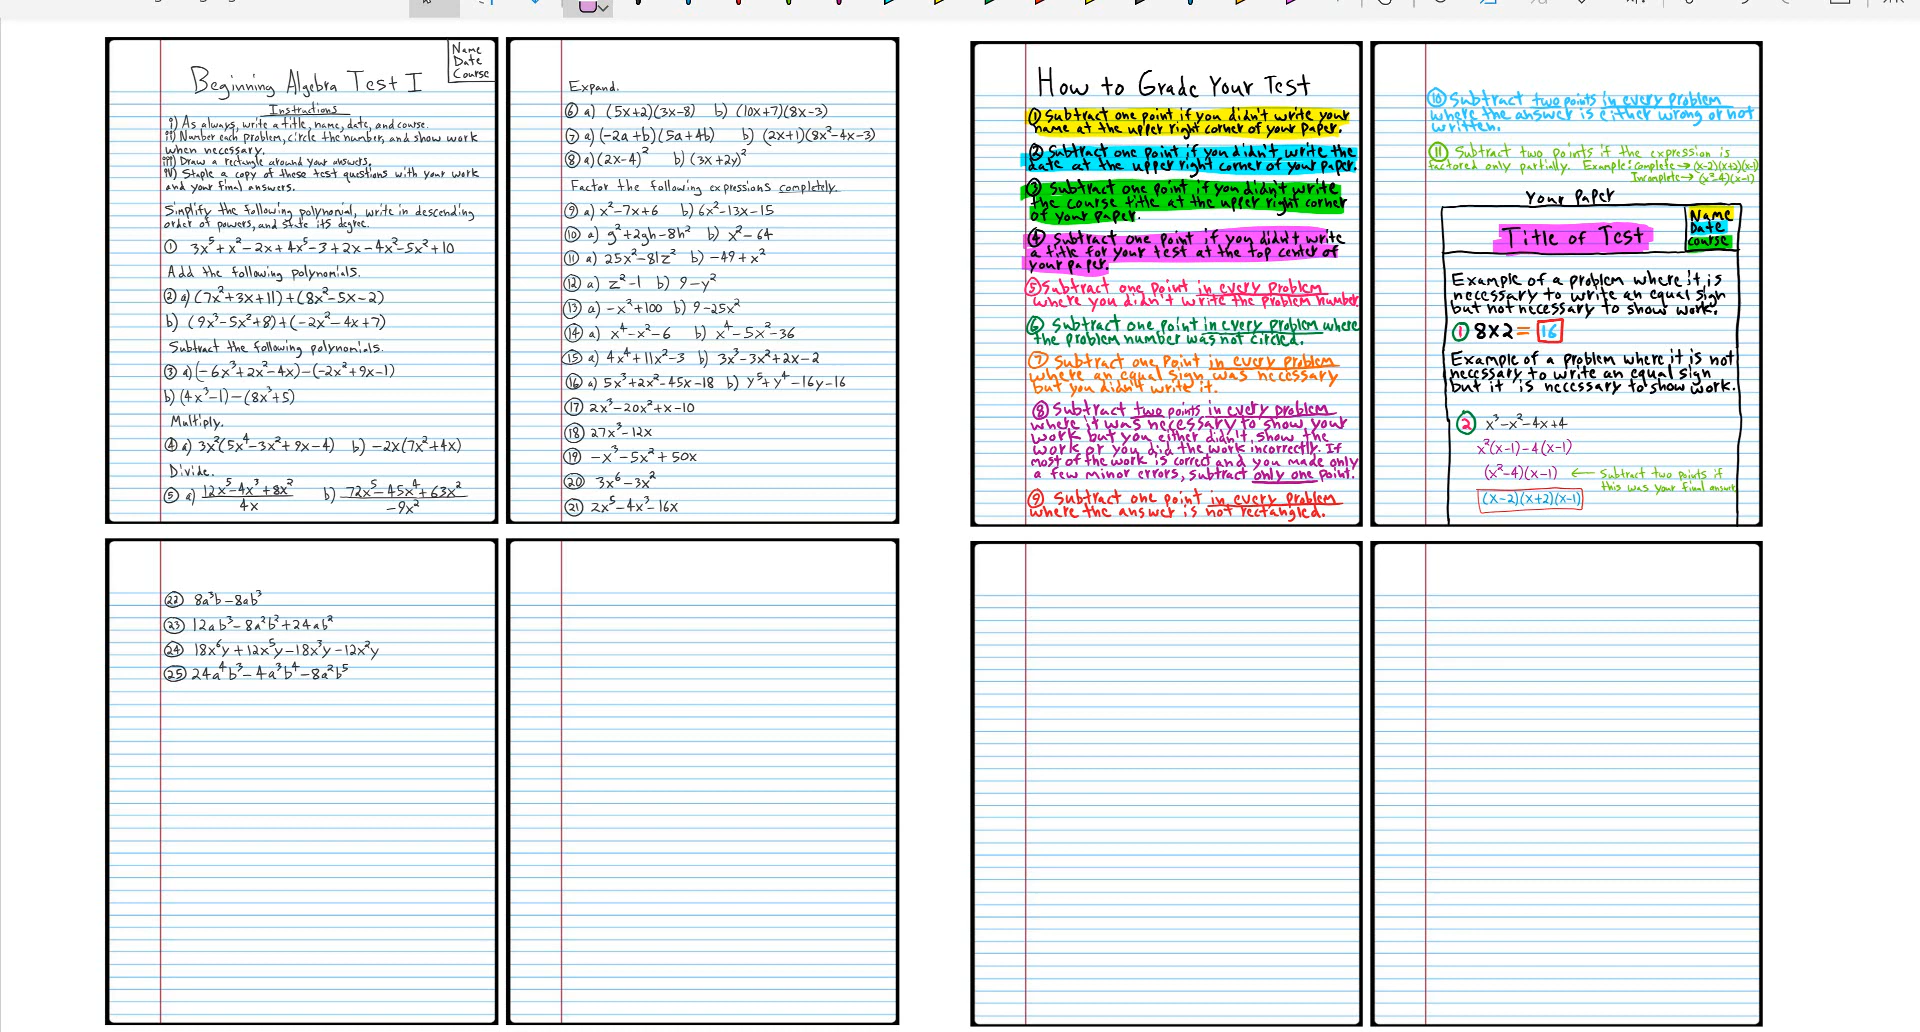 Name
Date
Course
Beginning Algebra Test I
Instructions
i) As always, write a title, name, date, and course.
ii) Number each problem, circle the number, and show work
when necessary.
iii) Draw a rectangle around your answers.
iv) Staple a copy of these test questions with your work
and your final answers.
Simplify the following polynomial, write in descending
order of powers, and state its degree.
① 3x⁵+x²-2x+4x⁵-3+2x-4x²-5x²+10
Add the following polynomials.
② a) (7x²+3x+11)+(8x²-5x-2)
b) (9x³-5x²+8)+(-2x²-4x+7)
Subtract the following polynomials.
③ a) (-6x³+2x²-4x)-(-2x²+9x-1)
b) (4x³-1)-(8x³+5)
Multiply.
④ a) 3x²(5x⁴-3x²+9x-4) b) -2x(7x²+4x)
Divide.
⑤ a) 12x⁵-4x³+8x² b) 72x⁵-45x⁴+63x²
4x -9x²
Expand.
⑥ a) (5x+2)(3x-8) b) (10x+7)(8x-3)
⑦ a) (-2a+b)(5a+4b) b) (2x+1)(8x²-4x-3)
⑧ a) (2x-4)² b) (3x+2y)²
Factor the following expressions completely.
⑨ a) x²-7x+6 b) 6x²-13x-15
⑩ a) g²+2gh-8h² b) x²-64
⑪ a) 25x²-81z² b) -49+x²
⑫ a) z²-1 b) 9-y²
⑬ a) -x²+100 b) 9-25x²
⑭ a) x⁴-x²-6 b) x⁴-5x²-36
⑮ a) 4x⁴+11x²-3 b) 3x³-3x²+2x-2
⑯ a) 5x³+2x²-45x-18 b) y⁵+y⁴-16y-16
⑰ 2x³-20x²+x-10
⑱ 27x³-12x
⑲ -x³-5x²+50x
⑳ 3x⁶-3x²
㉑ 2x⁵-4x³-16x
㉒ 8a³b-8ab³
㉓ 12ab³-8a²b²+24ab²
㉔ 18x⁶y+12x⁵y-18x³y-12x²y
㉕ 24a⁴b³-4a³b⁴-8a²b⁵
How to Grade Your Test
① Subtract one point if you didn't write your
name at the upper right corner of your paper.
② Subtract one point if you didn't write the
date at the upper right corner of your paper.
③ Subtract one point if you didn't write
the course title at the upper right corner
of your paper.
④ Subtract one point if you didn't write
a title for your test at the top center of
your paper.
⑤ Subtract one point in every problem
where you didn't write the problem number
⑥ Subtract one point in every problem where
the problem number was not circled.
⑦ Subtract one Point in every problem
where an equal sign was necessary
but you didn't write it.
⑧ Subtract two points in every problem
where it was necessary to show your
work but you either didn't show the
work or you did the work incorrectly. If
most of the work is correct and you made only
a few minor errors, subtract only one point.
⑨ Subtract one point in every problem
where the answer is not rectangled.
⑩ Subtract two points in every problem
where the answer is either wrong or not
written.
⑪ Subtract two points if the expression is
factored only partially. Example: Complete → (x-2)(x+2)(x-1)
Incomplete → (x²-4)(x-1)
Your Paper
Name
Date
Course
Title of Test
Example of a problem where it is
necessary to write an equal sign
but not necessary to show work.
① 8x2 = 16
Example of a problem where it is not
necessary to write an equal sign
but it is necessary to show work.
② x³-x²-4x+4
x²(x-1)-4(x-1)
(x²-4)(x-1) ← Subtract two points if
this was your final answer
(x-2)(x+2)(x-1)